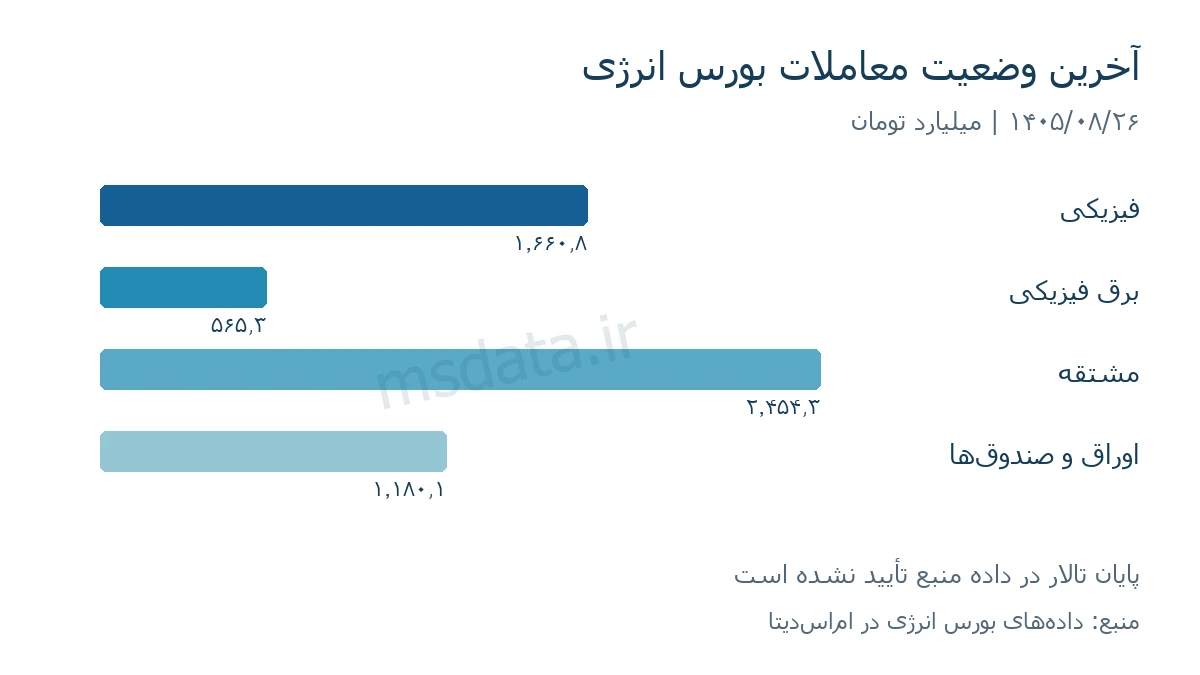 آخرین وضعیت معاملات بورس انرژی
۱۴۰۵/۰۸/۲۶ | میلیارد تومان
فیزیکی
۱,۶۶۰٫۸
برق فیزیکی
۵۶۵٫۳
مشتقه
۲,۴۵۴٫۳
اوراق و صندوق‌ها
۱,۱۸۰٫۱
msdata.ir
پایان تالار در داده منبع تأیید نشده است
منبع: داده‌های بورس انرژی در ام‌اس‌دیتا